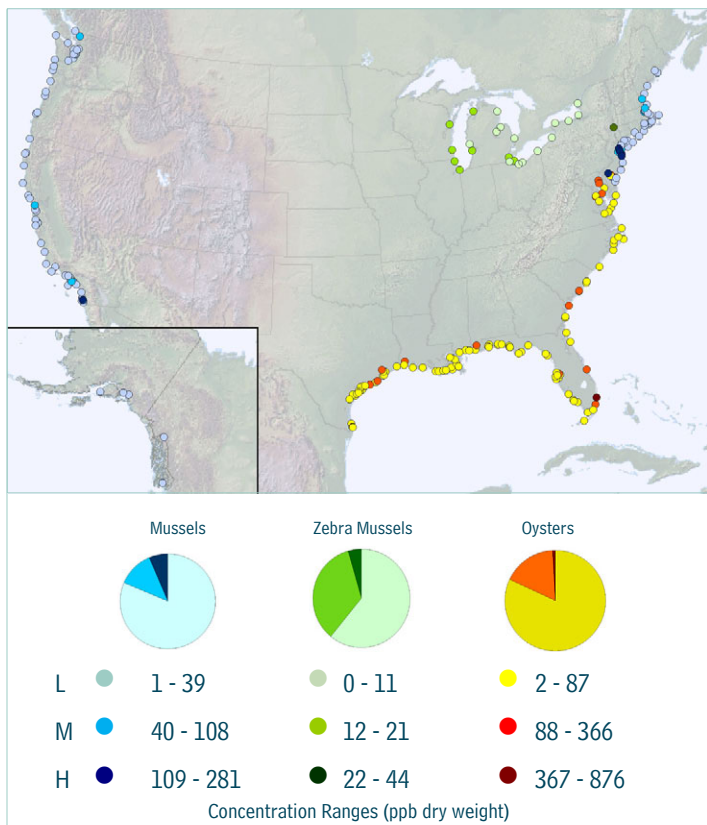 Mussels Zebra Mussels Oysters
L 1 - 39 0 - 11 2 - 87
M 40 - 108 12 - 21 88 - 366
H 109 - 281 22 - 44 367 - 876
Concentration Ranges (ppb dry weight)